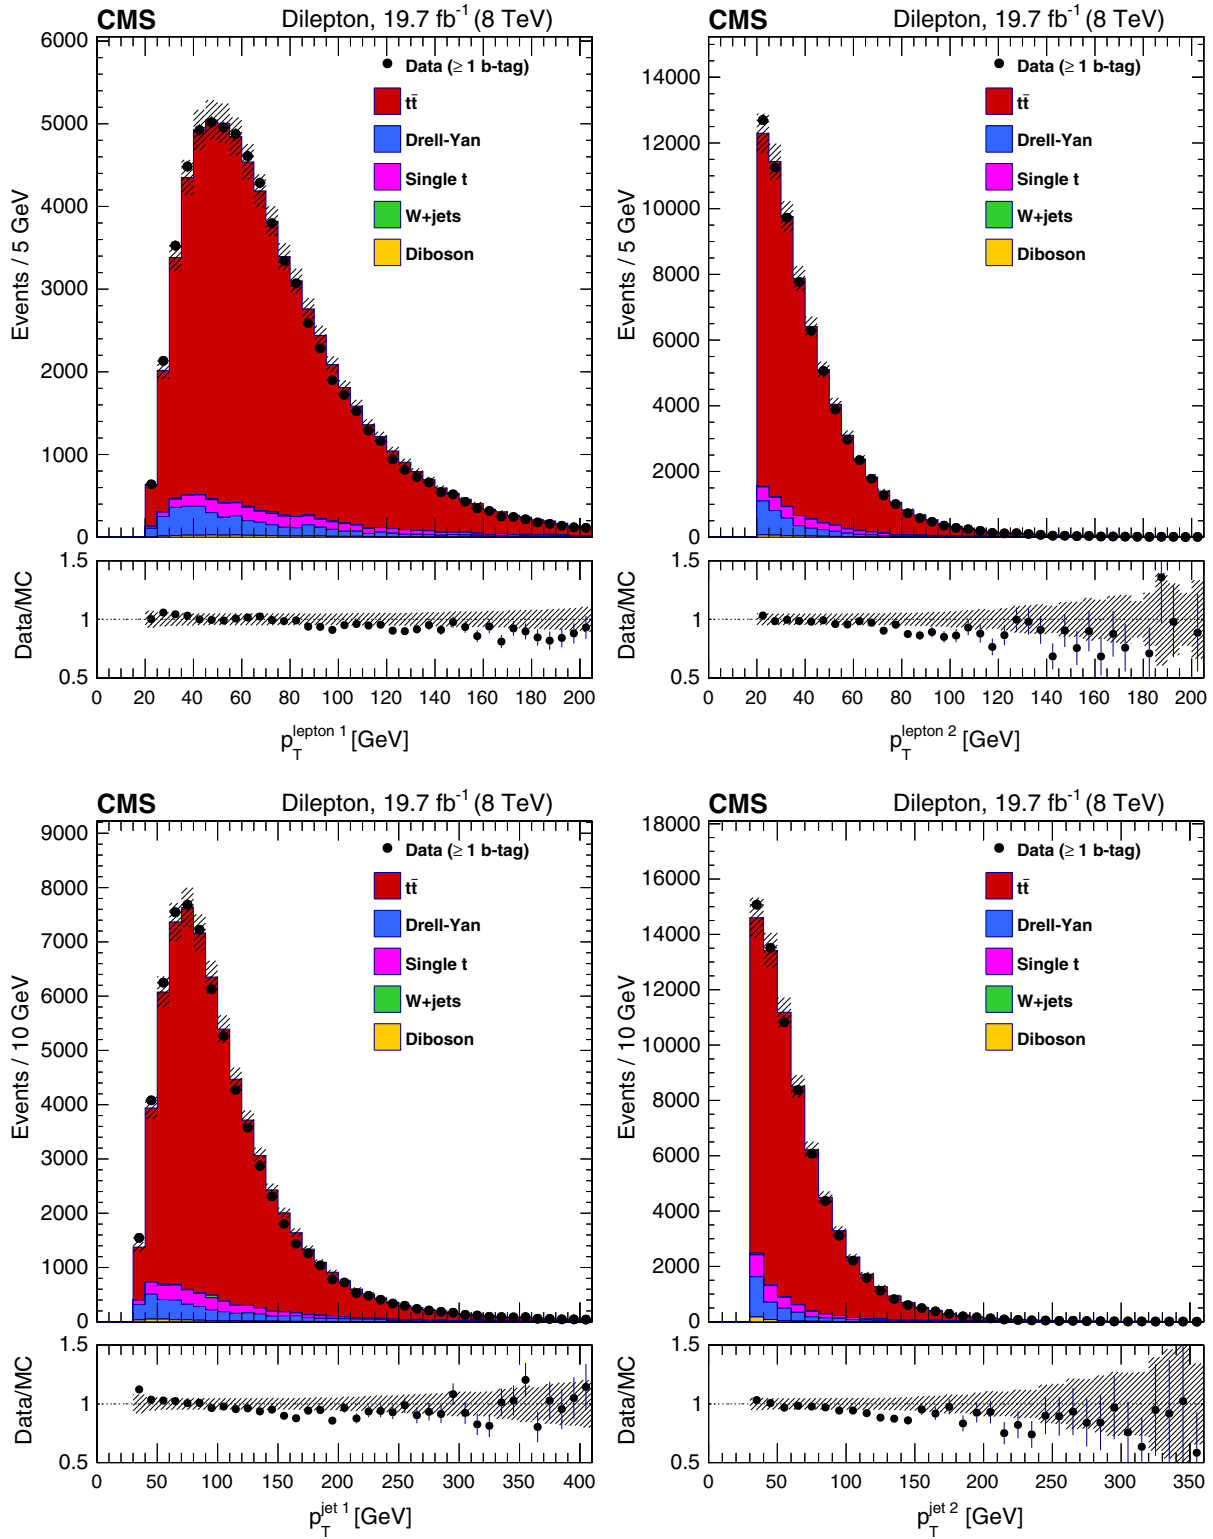 CMS Dilepton, 19.7 fb⁻¹ (8 TeV)
6000
5000
4000
3000
2000
1000
0
Events / 5 GeV
Data (≥ 1 b-tag)
tt̄
Drell-Yan
Single t
W+jets
Diboson
1.5
1
0.5
Data/MC
0 20 40 60 80 100 120 140 160 180 200
p_T^lepton 1 [GeV]
CMS Dilepton, 19.7 fb⁻¹ (8 TeV)
14000
12000
10000
8000
6000
4000
2000
0
Events / 5 GeV
Data (≥ 1 b-tag)
tt̄
Drell-Yan
Single t
W+jets
Diboson
1.5
1
0.5
Data/MC
0 20 40 60 80 100 120 140 160 180 200
p_T^lepton 2 [GeV]
CMS Dilepton, 19.7 fb⁻¹ (8 TeV)
9000
8000
7000
6000
5000
4000
3000
2000
1000
0
Events / 10 GeV
Data (≥ 1 b-tag)
tt̄
Drell-Yan
Single t
W+jets
Diboson
1.5
1
0.5
Data/MC
0 50 100 150 200 250 300 350 400
p_T^jet 1 [GeV]
CMS Dilepton, 19.7 fb⁻¹ (8 TeV)
18000
16000
14000
12000
10000
8000
6000
4000
2000
0
Events / 10 GeV
Data (≥ 1 b-tag)
tt̄
Drell-Yan
Single t
W+jets
Diboson
1.5
1
0.5
Data/MC
0 50 100 150 200 250 300 350
p_T^jet 2 [GeV]